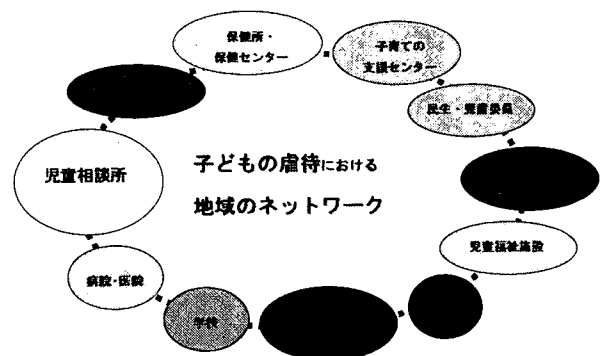 保健所・
保健センター
子育ての
支援センター
民生・児童委員
児童相談所
子どもの虐待における
地域のネットワーク
児童福祉施設
病院・医院
学校